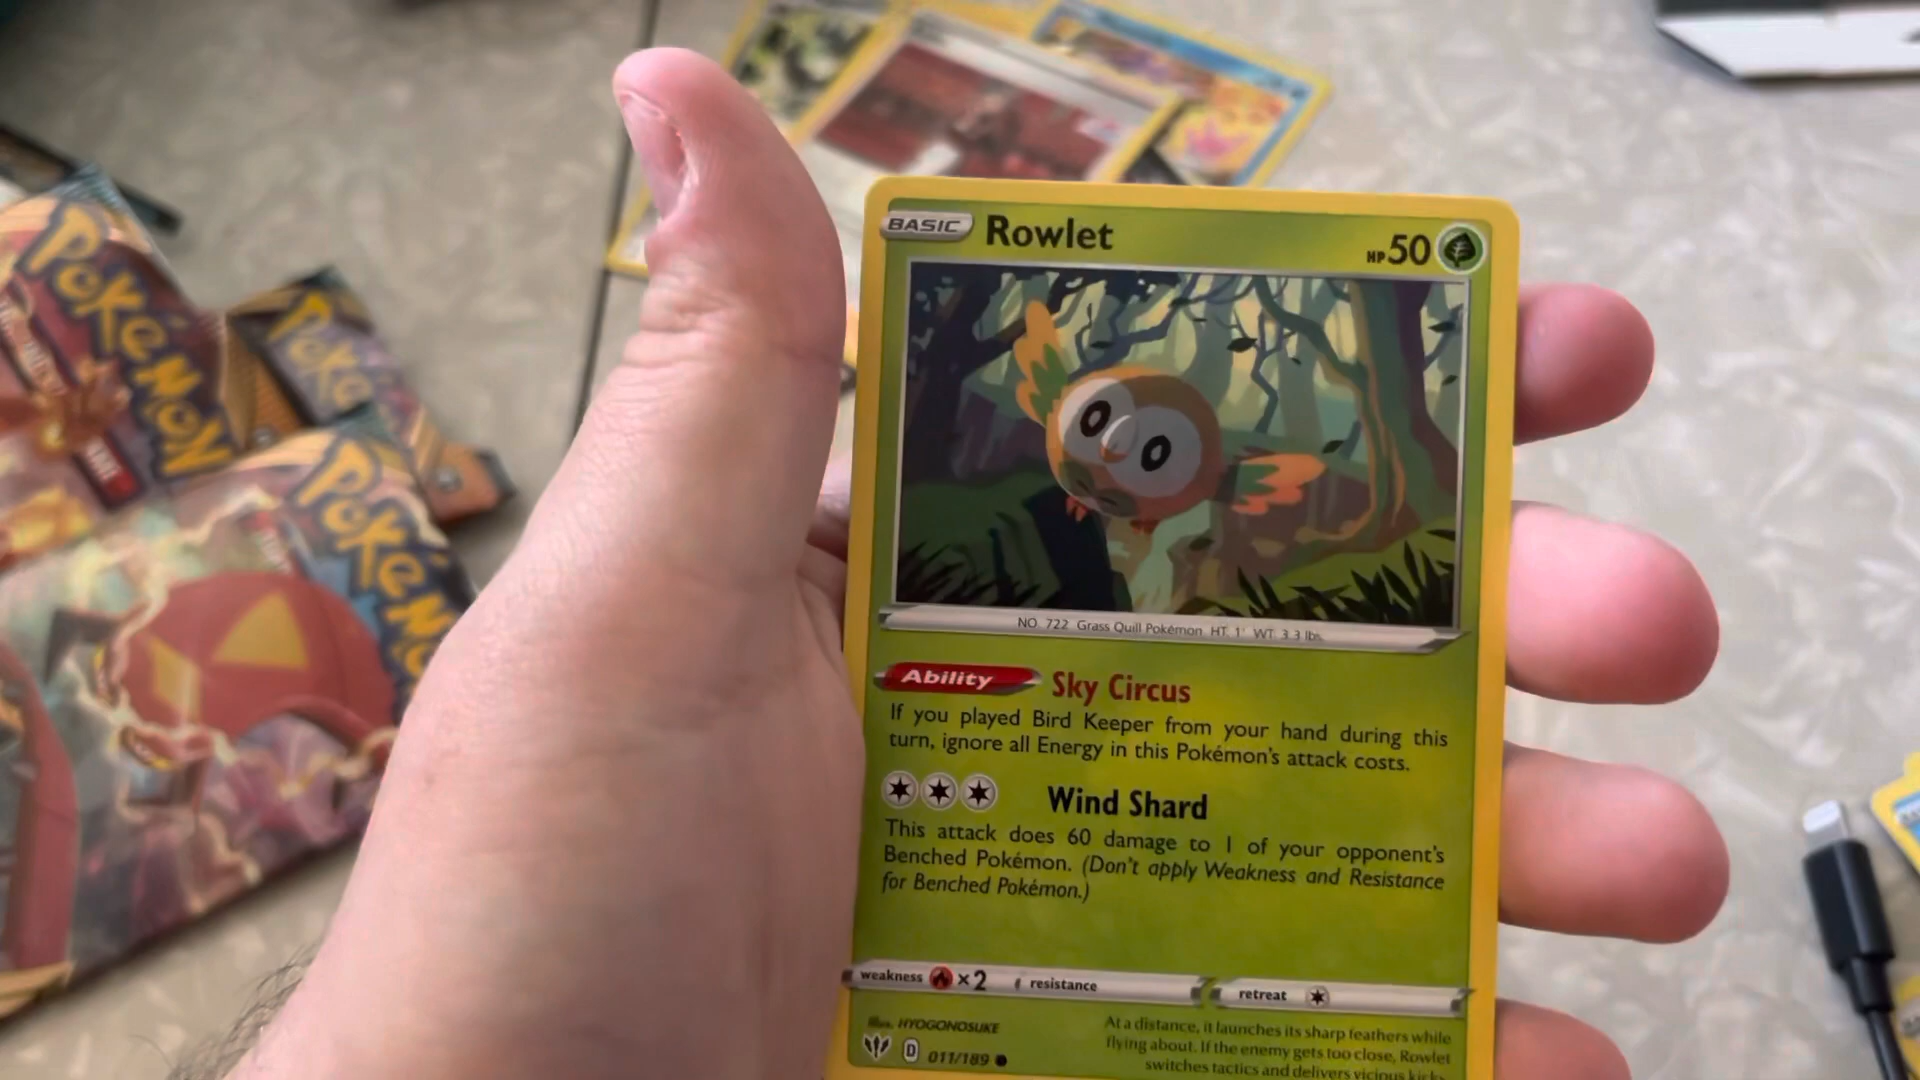 BASIC Rowlet HP 50
NO. 722 Grass Quill Pokémon HT. 1' WT. 3.3 lbs.
Ability Sky Circus
If you played Bird Keeper from your hand during this
turn, ignore all Energy in this Pokémon's attack costs.
Wind Shard
This attack does 60 damage to 1 of your opponent's
Benched Pokémon. (Don't apply Weakness and Resistance
for Benched Pokémon.)
weakness ×2 resistance retreat
Illus. HYOGONOSUKE
D 011/189
At a distance, it launches its sharp feathers while
flying about. If the enemy gets too close, Rowlet
switches tactics and delivers vicious kicks.
POKÉMON
POKÉMON